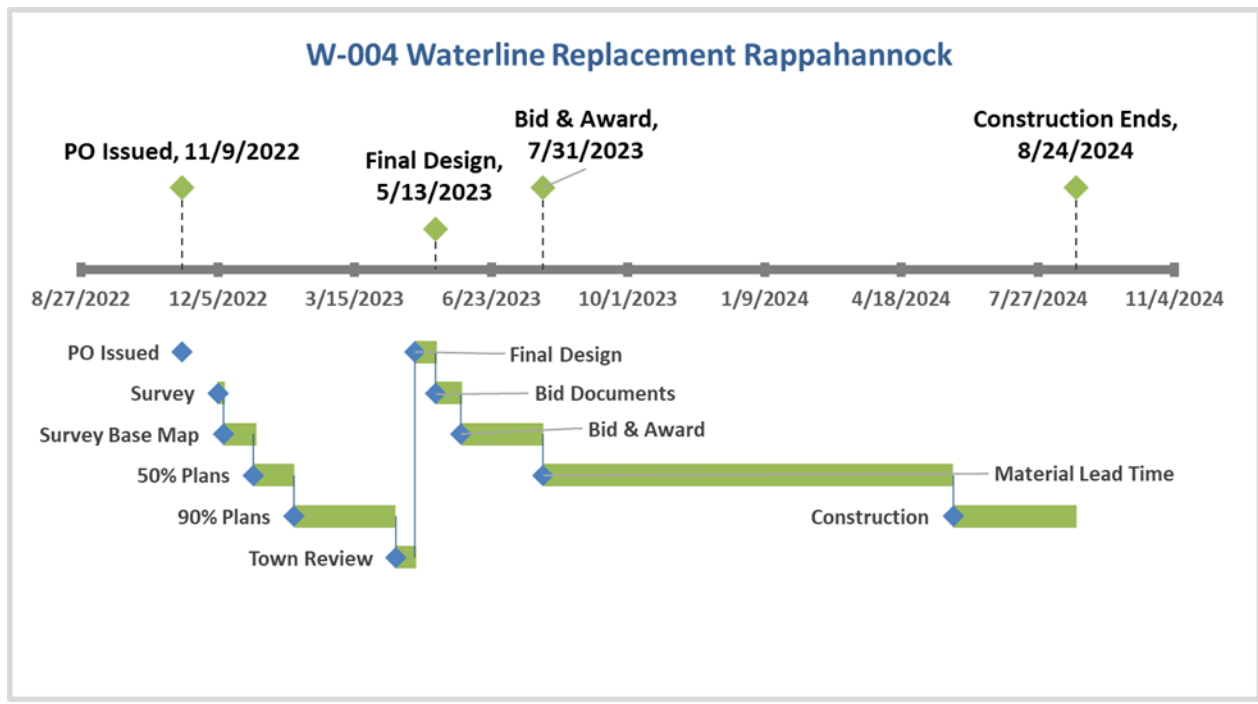 W-004 Waterline Replacement Rappahannock
PO Issued, 11/9/2022
Final Design,
5/13/2023
Bid & Award,
7/31/2023
Construction Ends,
8/24/2024
8/27/2022
12/5/2022
3/15/2023
6/23/2023
10/1/2023
1/9/2024
4/18/2024
7/27/2024
11/4/2024
PO Issued
Final Design
Survey
Bid Documents
Survey Base Map
Bid & Award
50% Plans
Material Lead Time
90% Plans
Construction
Town Review